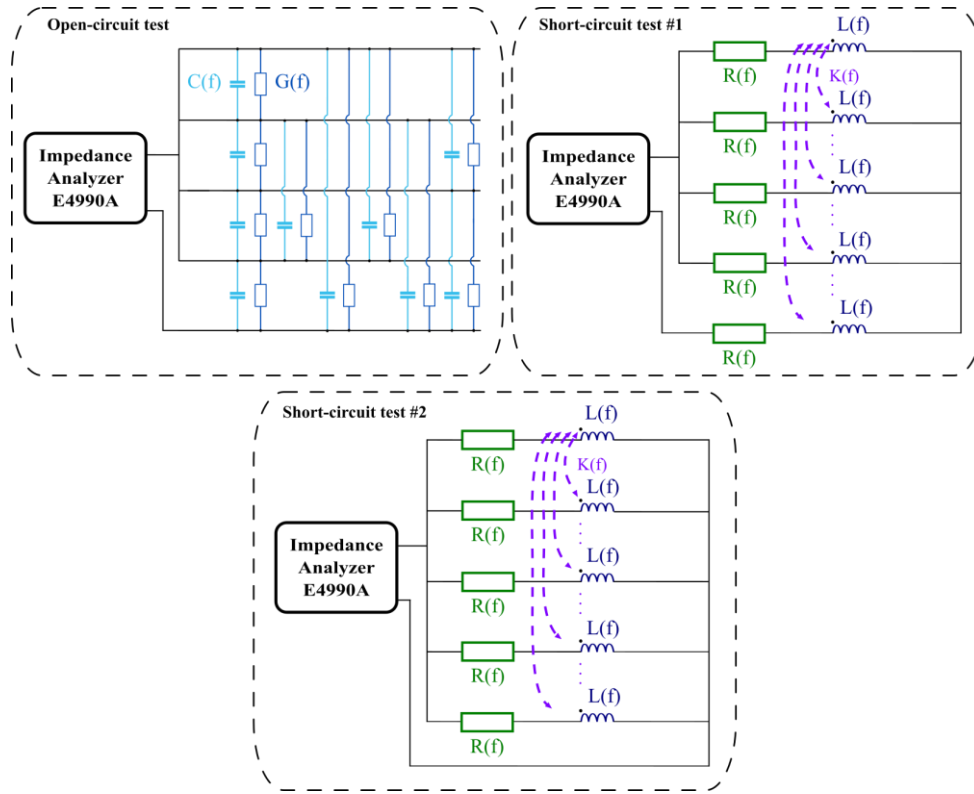 Open-circuit test
C(f)
G(f)
Impedance
Analyzer
E4990A
Short-circuit test #1
L(f)
R(f)
K(f)
L(f)
R(f)
Impedance
Analyzer
E4990A
L(f)
R(f)
L(f)
R(f)
L(f)
R(f)
Short-circuit test #2
L(f)
R(f)
K(f)
L(f)
R(f)
Impedance
Analyzer
E4990A
L(f)
R(f)
L(f)
R(f)
L(f)
R(f)